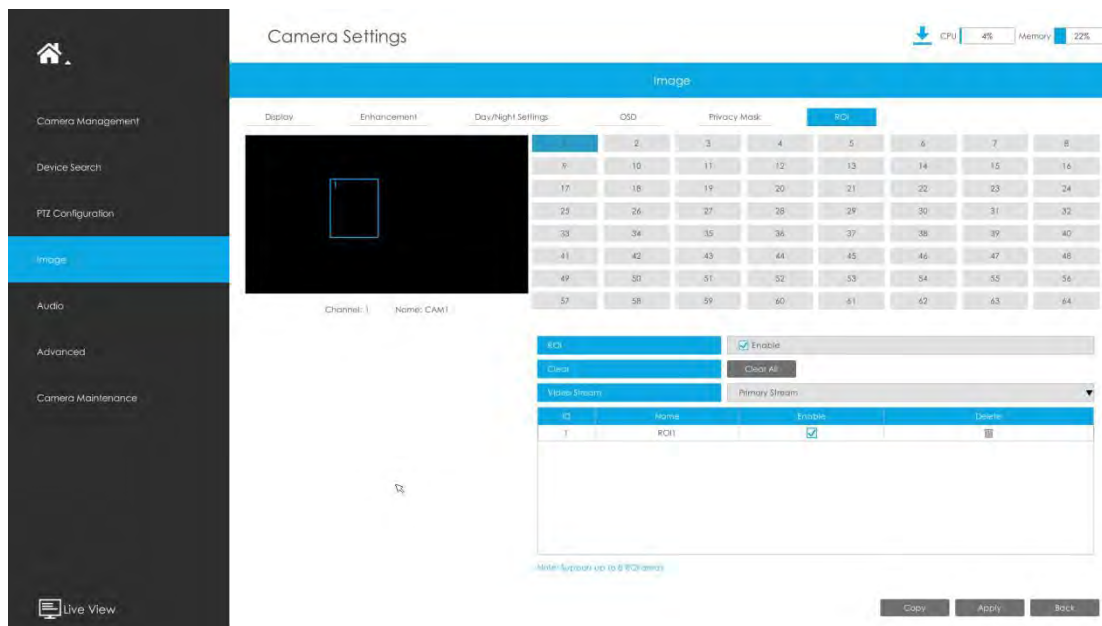 Camera Settings
CPU 4% Memory 22%
Image
Camera Management
Device Search
PTZ Configuration
Image
Audio
Advanced
Camera Maintenance
Live View
Display Enhancement Day/Night Settings OSD Privacy Mask ROI
1
1 2 3 4 5 6 7 8
9 10 11 12 13 14 15 16
17 18 19 20 21 22 23 24
25 26 27 28 29 30 31 32
33 34 35 36 37 38 39 40
41 42 43 44 45 46 47 48
49 50 51 52 53 54 55 56
57 58 59 60 61 62 63 64
Channel: 1 Name: CAM1
ROI Enable
Clear Clear All
Video Stream Primary Stream
ID Name Enable Delete
1 ROI1
Note: Support up to 8 ROI areas
Copy Apply Back